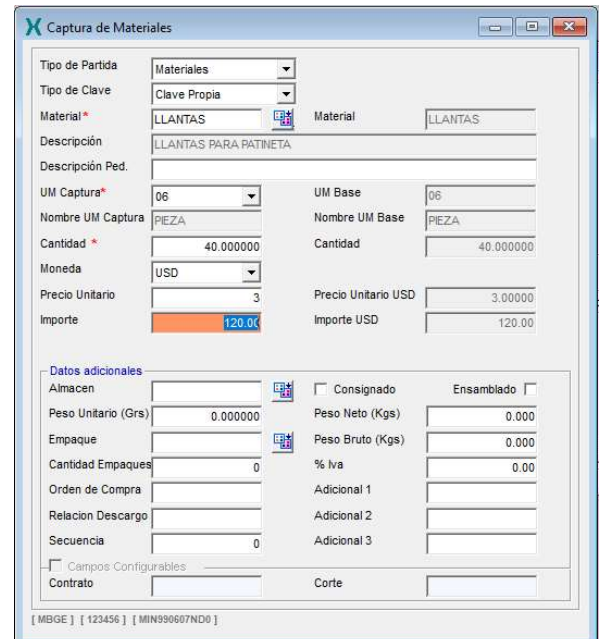 Captura de Materiales
Tipo de Partida Materiales
Tipo de Clave Clave Propia
Material* LLANTAS Material LLANTAS
Descripción LLANTAS PARA PATINETA
Descripción Ped.
UM Captura* 06 UM Base 06
Nombre UM Captura PIEZA Nombre UM Base PIEZA
Cantidad * 40.000000 Cantidad 40.000000
Moneda USD
Precio Unitario 3 Precio Unitario USD 3.00000
Importe 120.00 Importe USD 120.00
Datos adicionales
Almacen Consignado Ensamblado
Peso Unitario (Grs) 0.000000 Peso Neto (Kgs) 0.000
Empaque Peso Bruto (Kgs) 0.000
Cantidad Empaques 0 % Iva 0.00
Orden de Compra Adicional 1
Relacion Descargo Adicional 2
Secuencia 0 Adicional 3
Campos Configurables
Contrato Corte
[ MBGE ] [ 123456 ] [ MIN990607ND0 ]